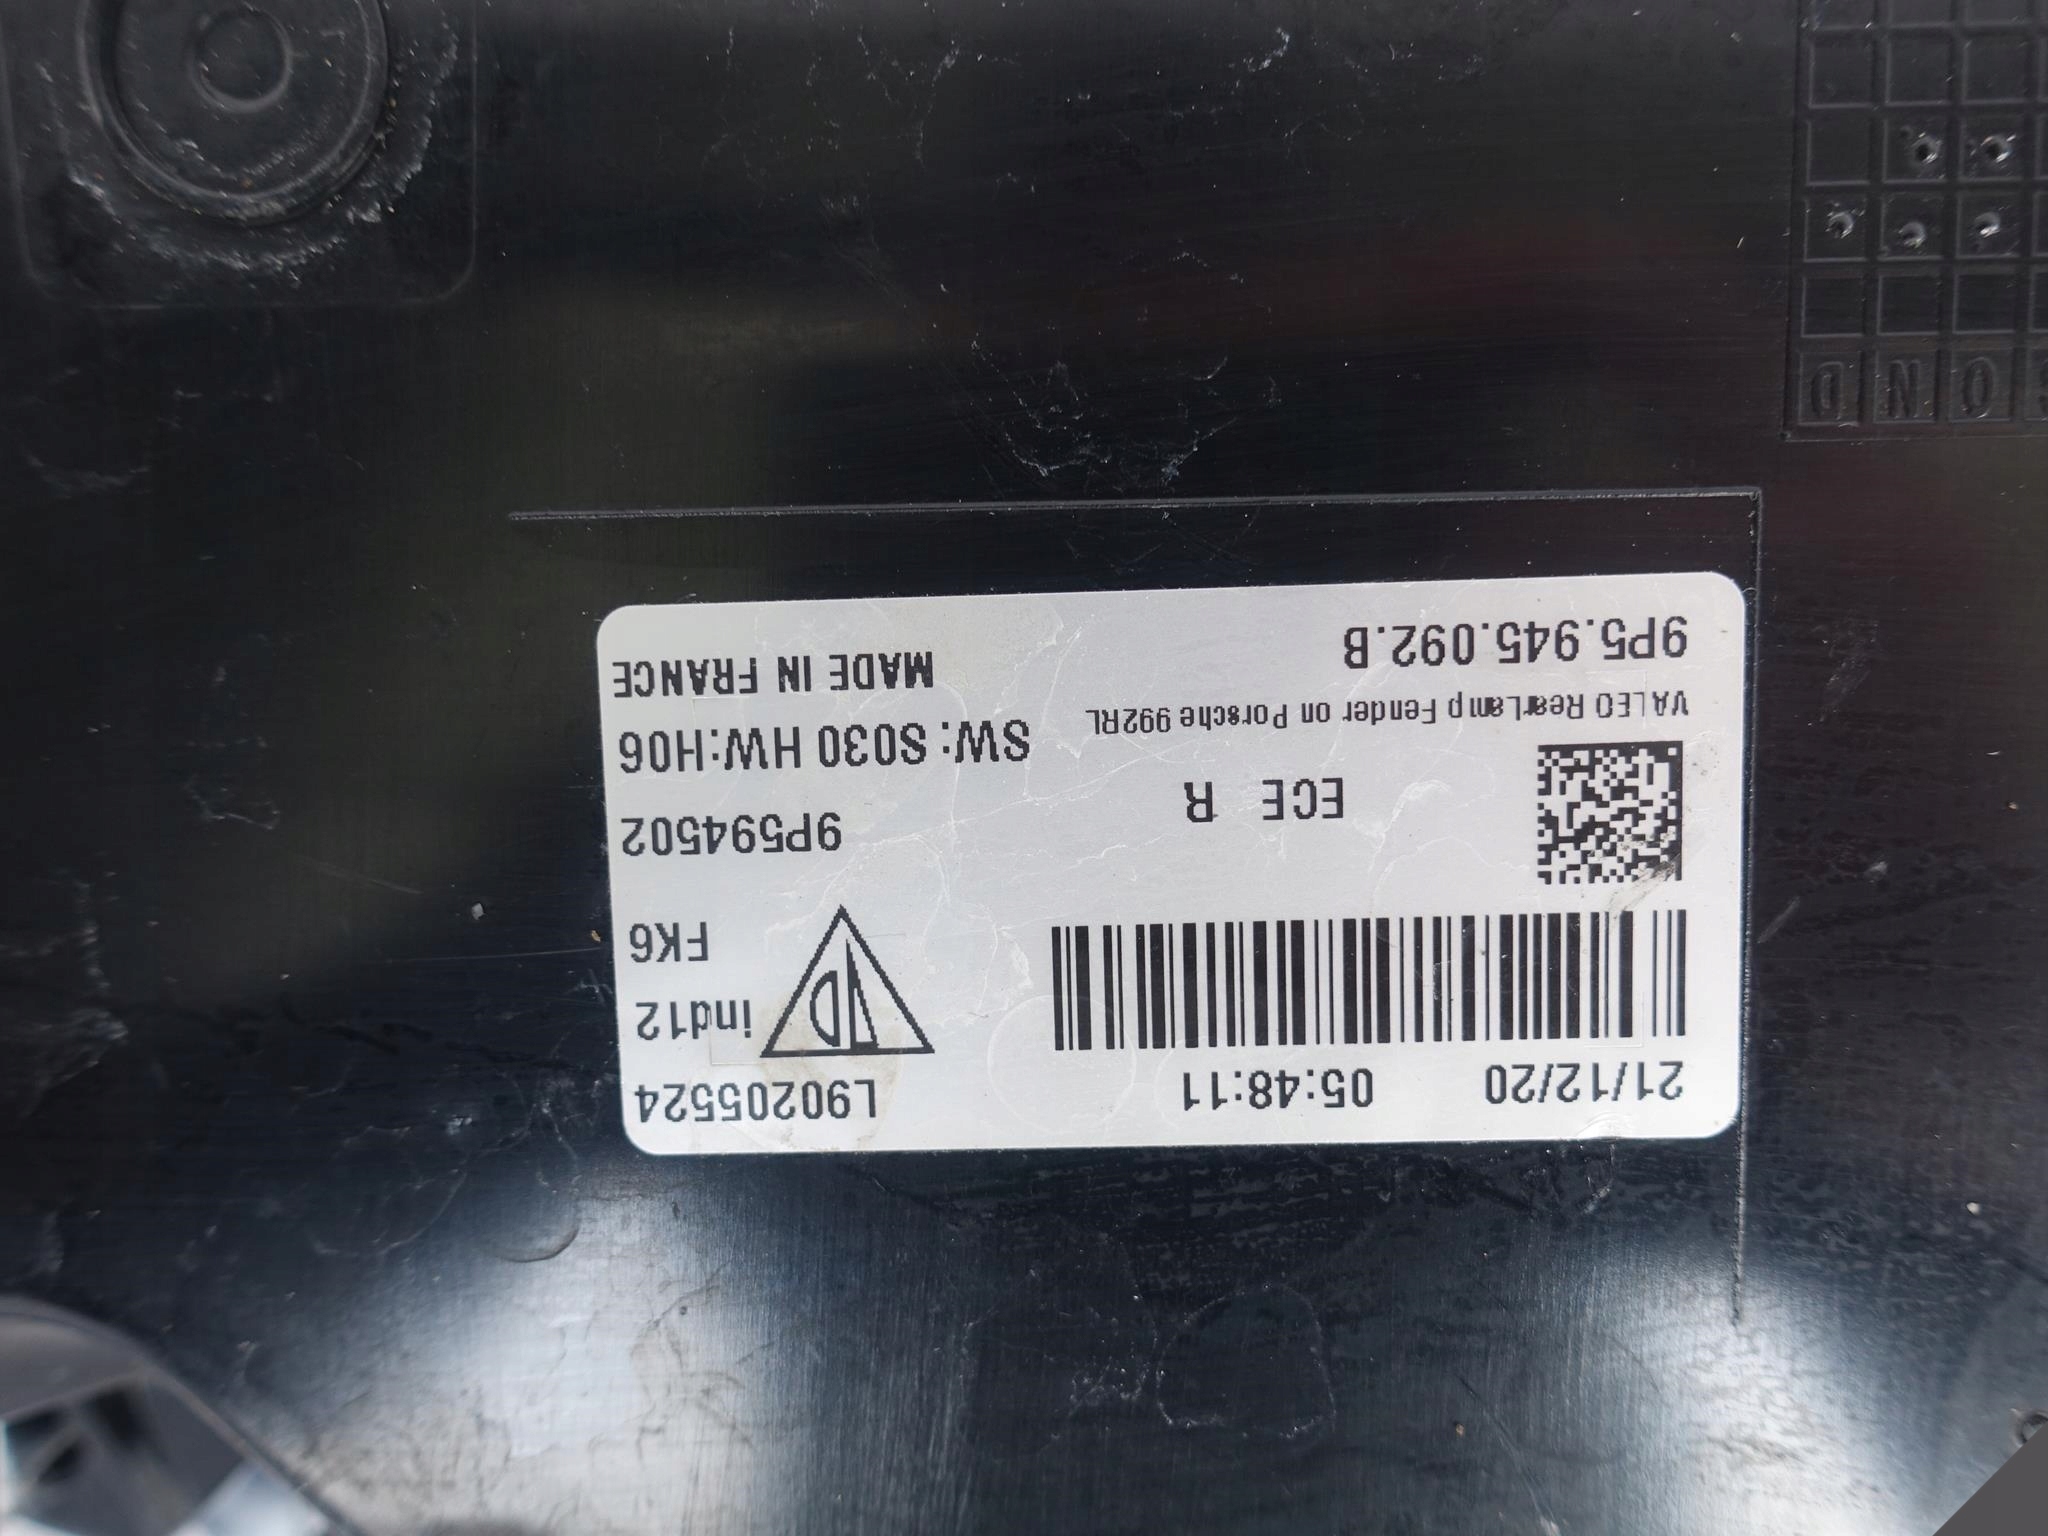 21/12/20 05:48:11 L90205524
ind12
FK6
ECE R 9P594502
VALEO RearLamp Fender on Porsche 992RL SW: S030 HW:H06
9P5.945.092.B MADE IN FRANCE
D N O S